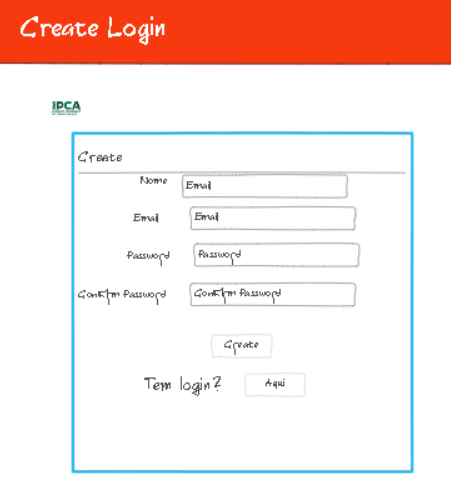 Create Login
IPCA
Create
Nome Email
Email Email
Password Password
Confirm Password Confirm Password
Create
Tem login? Aqui